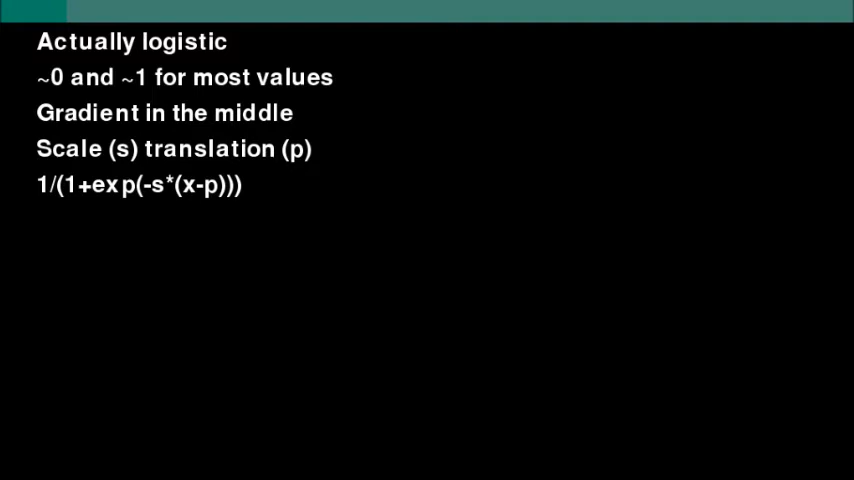 Actually logistic
~0 and ~1 for most values
Gradient in the middle
Scale (s) translation (p)
1/(1+exp(-s*(x-p)))